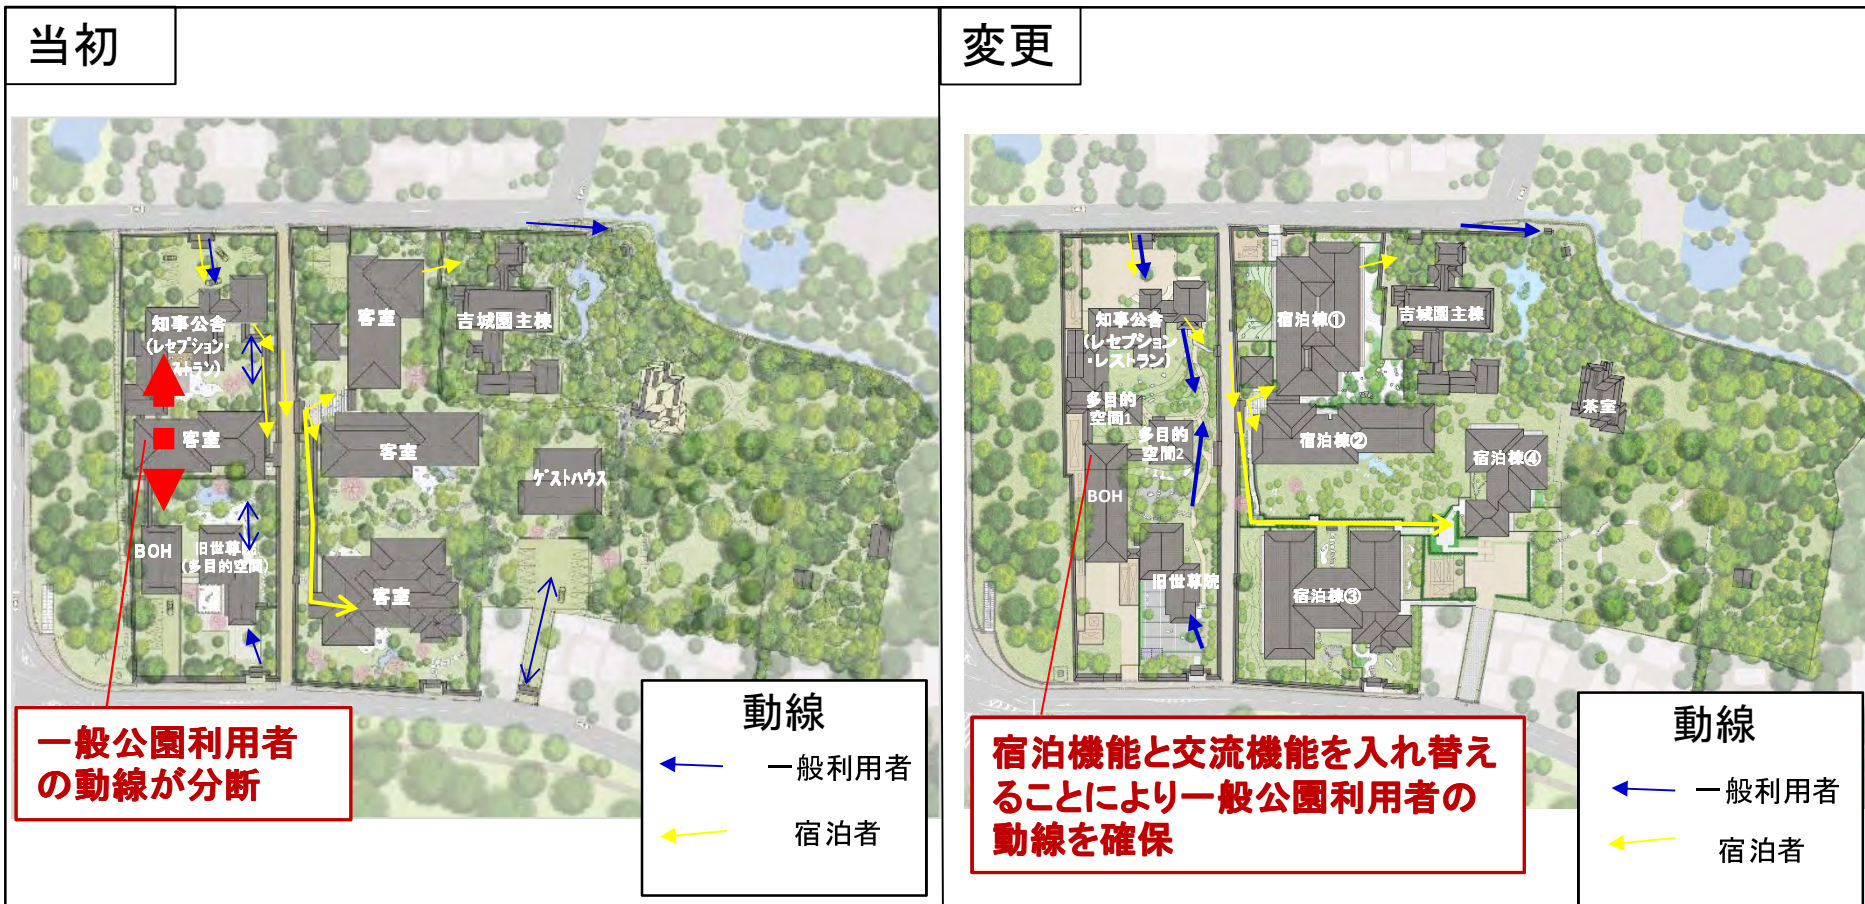 当初
知事公舎
(レセプション・
レストラン)
客室
吉城園主棟
客室
客室
ゲストハウス
BOH
旧世尊院
(多目的空間)
客室
一般公園利用者
の動線が分断
動線
一般利用者
宿泊者
変更
知事公舎
(レセプション
・レストラン)
宿泊棟①
吉城園主棟
多目的
空間1
多目的
空間2
宿泊棟②
茶室
宿泊棟④
BOH
旧世尊院
宿泊棟③
宿泊機能と交流機能を入れ替え
ることにより一般公園利用者の
動線を確保
動線
一般利用者
宿泊者